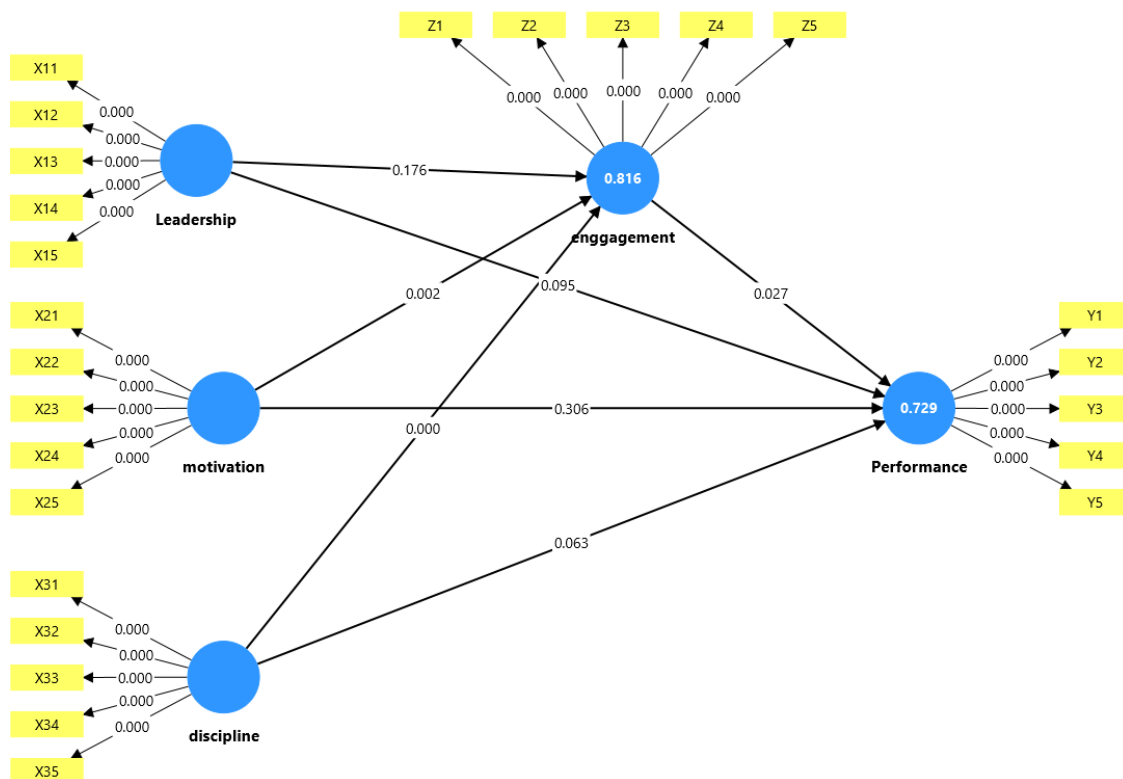 Z1 Z2 Z3 Z4 Z5
X11
0.000
X12
0.000
X13
0.000
X14
0.000
X15
0.000
Leadership
0.000 0.000 0.000 0.000 0.000
0.176
0.816
enggagement
0.002
0.095
0.027
X21
0.000
X22
0.000
X23
0.000
X24
0.000
X25
0.000
motivation
0.306
0.000
0.729
Performance
Y1
0.000
Y2
0.000
Y3
0.000
Y4
0.000
Y5
0.000
0.063
X31
0.000
X32
0.000
X33
0.000
X34
0.000
X35
0.000
discipline